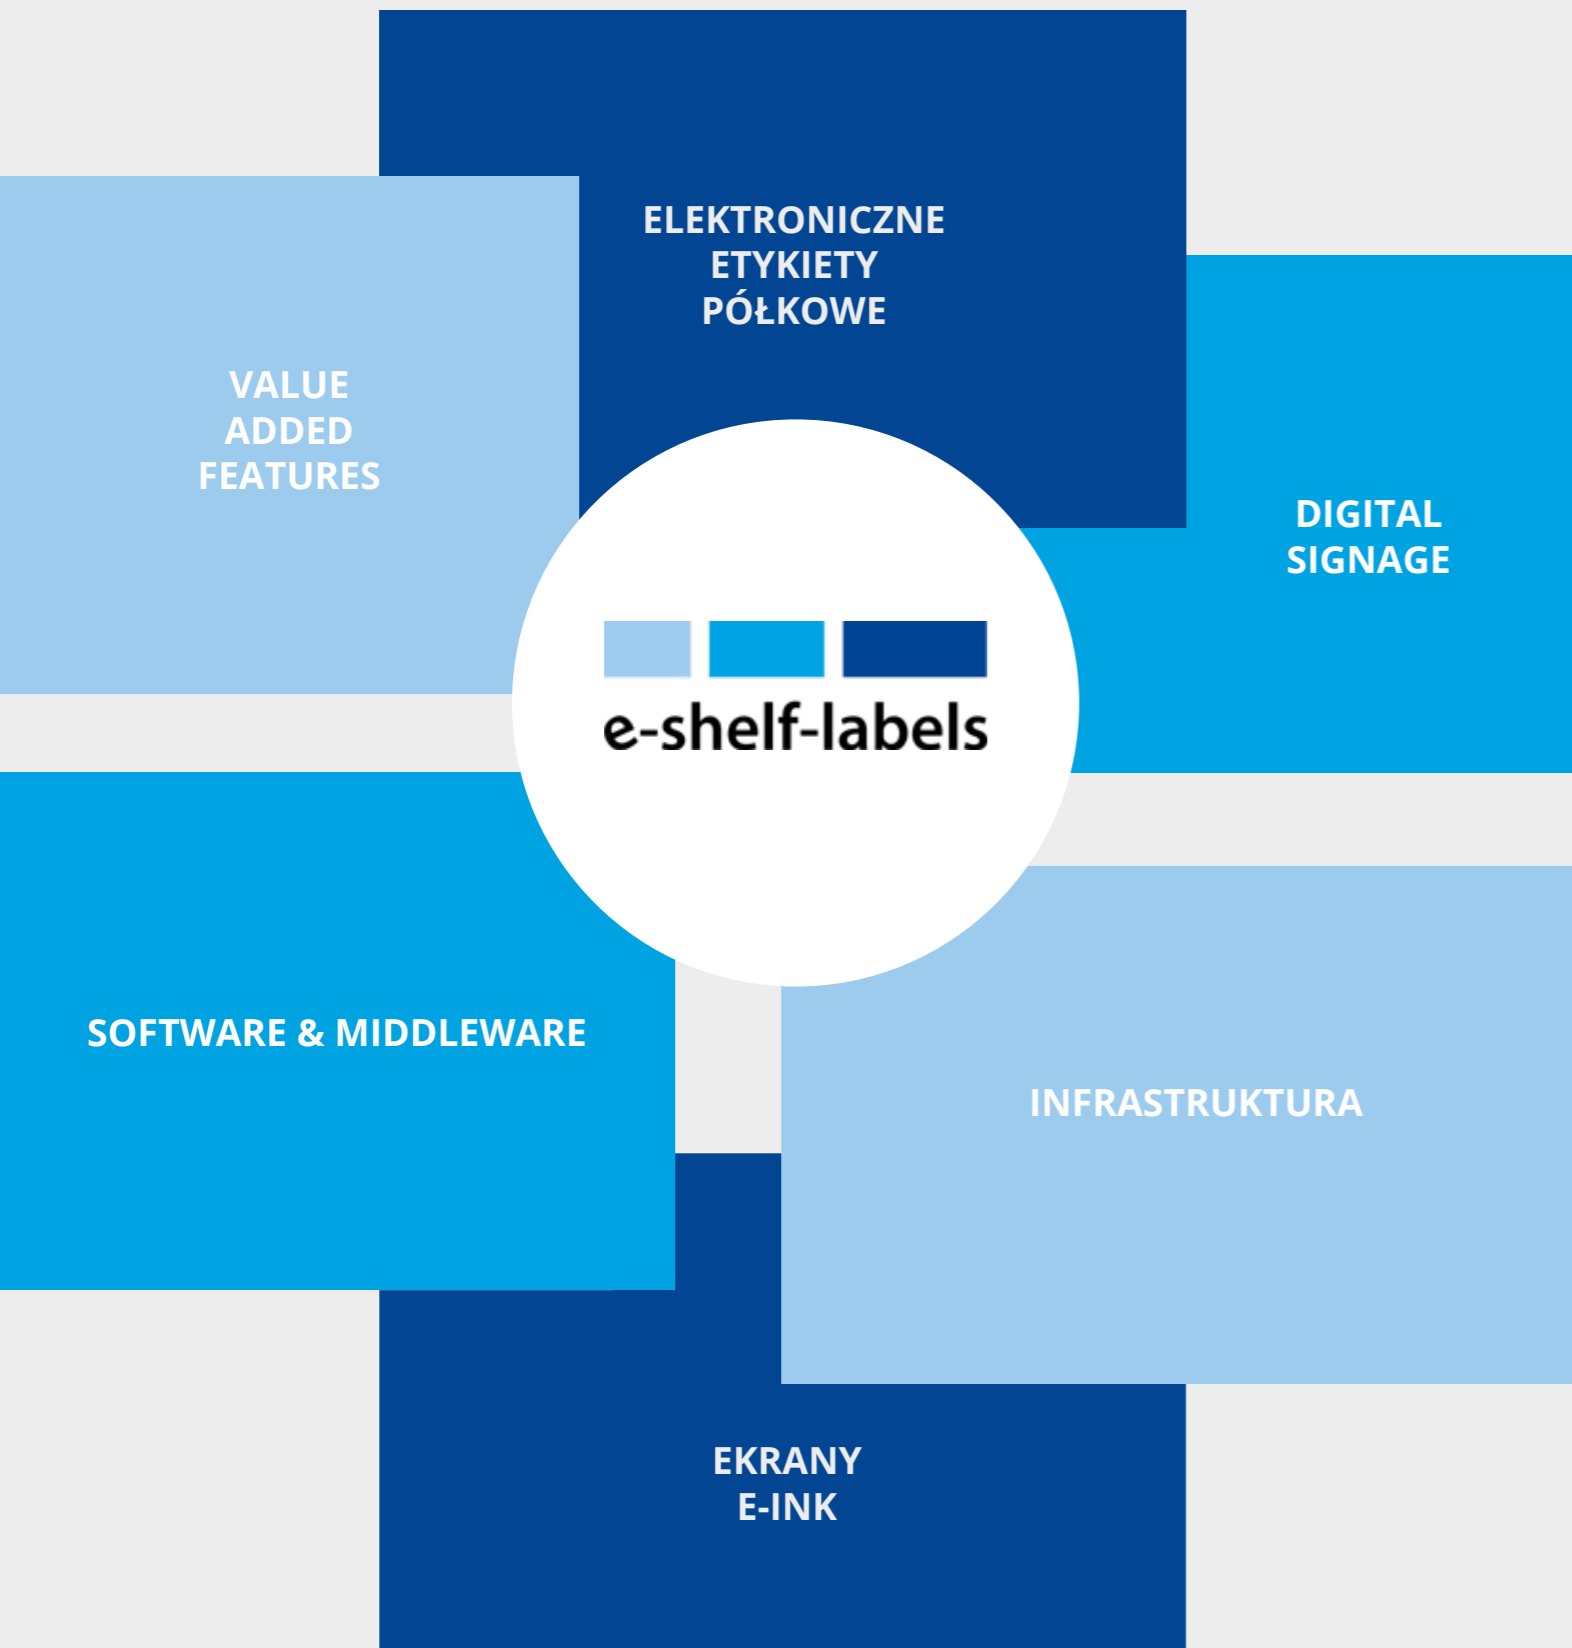 ELEKTRONICZNE
ETYKIETY
PÓŁKOWE
VALUE
ADDED
FEATURES
DIGITAL
SIGNAGE
e-shelf-labels
SOFTWARE & MIDDLEWARE
INFRASTRUKTURA
EKRANY
E-INK